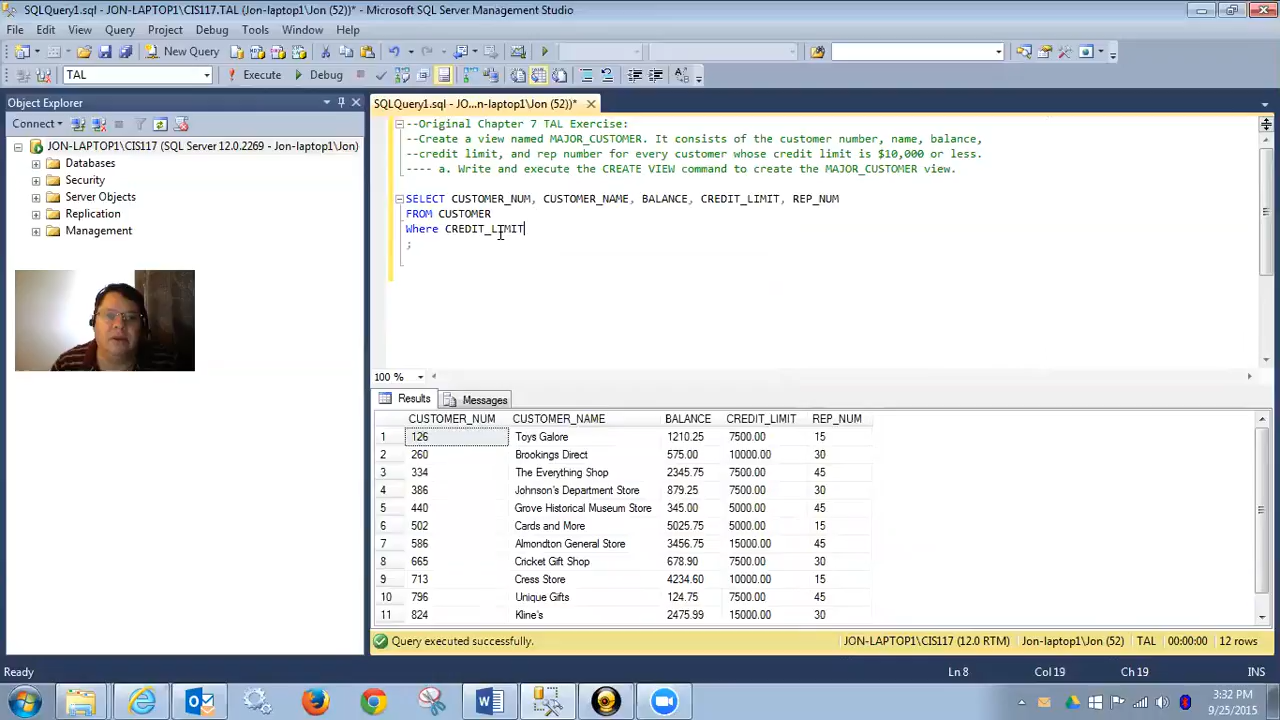 SQLQuery1.sql - JON-LAPTOP1\CIS117.TAL (Jon-laptop1\Jon (52))* - Microsoft SQL Server Management Studio
File Edit View Query Project Debug Tools Window Help
New Query
TAL Execute Debug
Object Explorer
SQLQuery1.sql - JO...n-laptop1\Jon (52))*
Connect
JON-LAPTOP1\CIS117 (SQL Server 12.0.2269 - Jon-laptop1\Jon)
Databases
Security
Server Objects
Replication
Management
--Original Chapter 7 TAL Exercise:
--Create a view named MAJOR_CUSTOMER. It consists of the customer number, name, balance,
--credit limit, and rep number for every customer whose credit limit is $10,000 or less.
---- a. Write and execute the CREATE VIEW command to create the MAJOR_CUSTOMER view.
SELECT CUSTOMER_NUM, CUSTOMER_NAME, BALANCE, CREDIT_LIMIT, REP_NUM
FROM CUSTOMER
Where CREDIT_LIMIT
;
100 %
Results Messages
CUSTOMER_NUM CUSTOMER_NAME BALANCE CREDIT_LIMIT REP_NUM
1 126 Toys Galore 1210.25 7500.00 15
2 260 Brookings Direct 575.00 10000.00 30
3 334 The Everything Shop 2345.75 7500.00 45
4 386 Johnson's Department Store 879.25 7500.00 30
5 440 Grove Historical Museum Store 345.00 5000.00 45
6 502 Cards and More 5025.75 5000.00 15
7 586 Almondton General Store 3456.75 15000.00 45
8 665 Cricket Gift Shop 678.90 7500.00 30
9 713 Cress Store 4234.60 10000.00 15
10 796 Unique Gifts 124.75 7500.00 45
11 824 Kline's 2475.99 15000.00 30
Query executed successfully. JON-LAPTOP1\CIS117 (12.0 RTM) Jon-laptop1\Jon (52) TAL 00:00:00 12 rows
Ready Ln 8 Col 19 Ch 19 INS
3:32 PM
9/25/2015